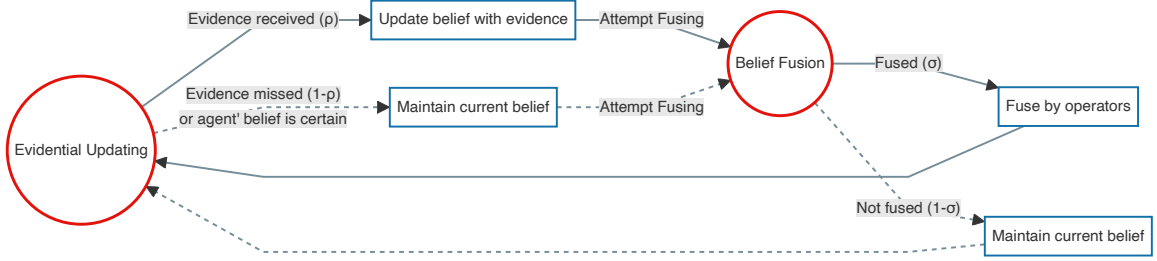 Evidence received (ρ)
Update belief with evidence
Attempt Fusing
Belief Fusion
Fused (σ)
Evidence missed (1-ρ)
or agent' belief is certain
Maintain current belief
Attempt Fusing
Fuse by operators
Evidential Updating
Not fused (1-σ)
Maintain current belief